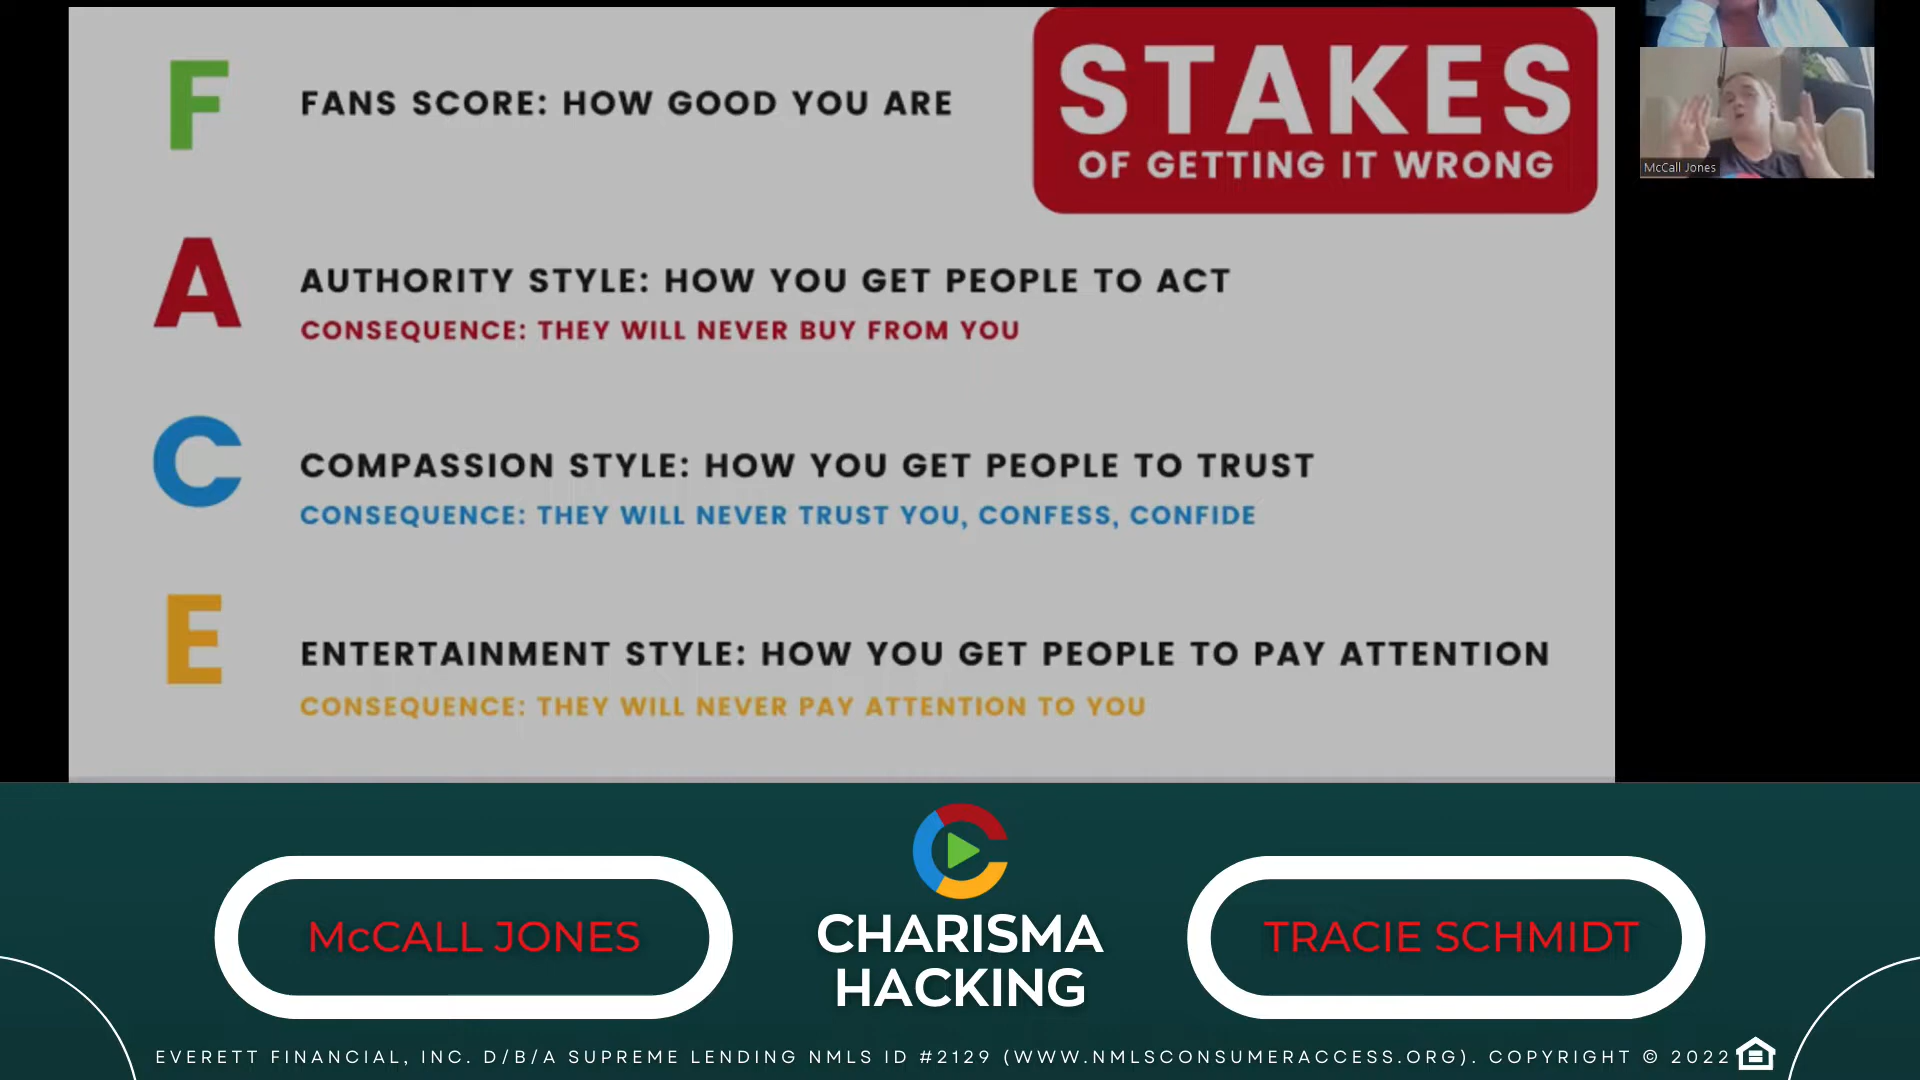 F
FANS SCORE: HOW GOOD YOU ARE
STAKES
OF GETTING IT WRONG
McCall Jones
A
AUTHORITY STYLE: HOW YOU GET PEOPLE TO ACT
CONSEQUENCE: THEY WILL NEVER BUY FROM YOU
C
COMPASSION STYLE: HOW YOU GET PEOPLE TO TRUST
CONSEQUENCE: THEY WILL NEVER TRUST YOU, CONFESS, CONFIDE
E
ENTERTAINMENT STYLE: HOW YOU GET PEOPLE TO PAY ATTENTION
CONSEQUENCE: THEY WILL NEVER PAY ATTENTION TO YOU
McCALL JONES
CHARISMA
HACKING
TRACIE SCHMIDT
EVERETT FINANCIAL, INC. D/B/A SUPREME LENDING NMLS ID #2129 (WWW.NMLSCONSUMERACCESS.ORG). COPYRIGHT © 2022